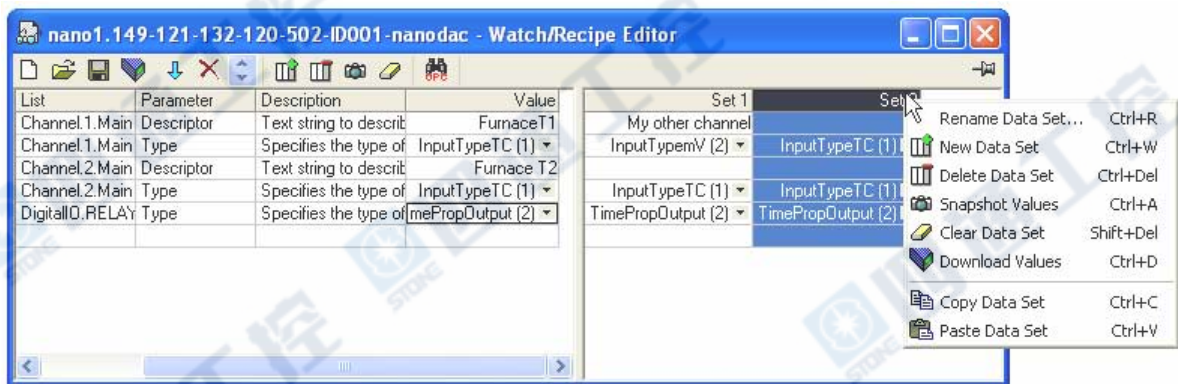 nano1.149-121-132-120-502-ID001-nanodac - Watch/Recipe Editor
OPC
List Parameter Description Value Set 1 Set
Channel.1.Main Descriptor Text string to describ FurnaceT1 My other channel
Channel.1.Main Type Specifies the type of InputTypeTC (1) InputTypemV (2) InputTypeTC (1)
Channel.2.Main Descriptor Text string to describ Furnace T2
Channel.2.Main Type Specifies the type of InputTypeTC (1) InputTypeTC (1) InputTypeTC (1)
DigitalIO.RELAY Type Specifies the type of mePropOutput (2) TimePropOutput (2) TimePropOutput (2)
Rename Data Set... Ctrl+R
New Data Set Ctrl+W
Delete Data Set Ctrl+Del
Snapshot Values Ctrl+A
Clear Data Set Shift+Del
Download Values Ctrl+D
Copy Data Set Ctrl+C
Paste Data Set Ctrl+V
STONE
STONE
STONE